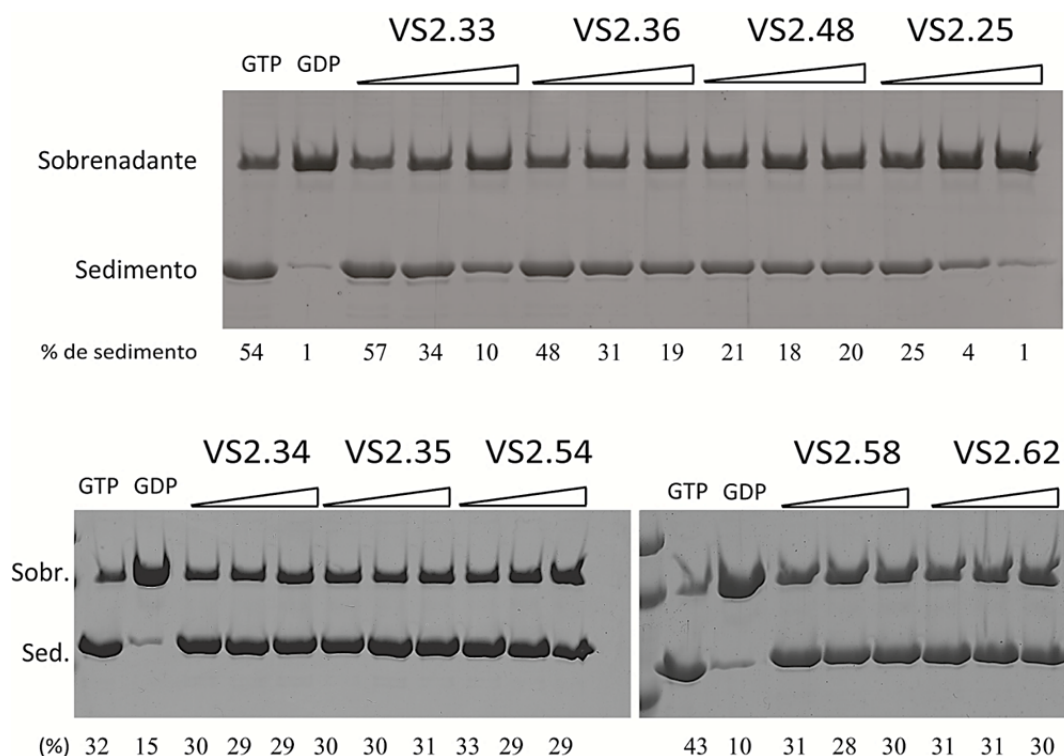 VS2.33 VS2.36 VS2.48 VS2.25
GTP GDP
Sobrenadante
Sedimento
% de sedimento 54 1 57 34 10 48 31 19 21 18 20 25 4 1
VS2.34 VS2.35 VS2.54
GTP GDP
Sobr.
Sed.
(%) 32 15 30 29 29 30 30 31 33 29 29
VS2.58 VS2.62
GTP GDP
43 10 31 28 30 31 31 30